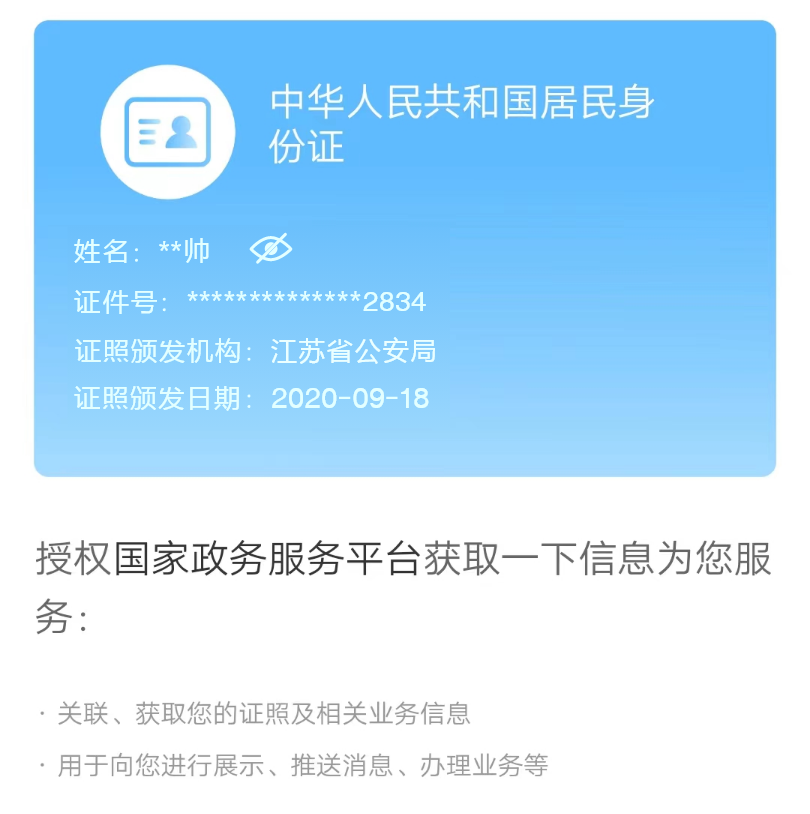 中华人民共和国居民身
份证
姓名：**帅
证件号：**************2834
证照颁发机构：江苏省公安局
证照颁发日期：2020-09-18
授权国家政务服务平台获取一下信息为您服
务：
· 关联、获取您的证照及相关业务信息
· 用于向您进行展示、推送消息、办理业务等